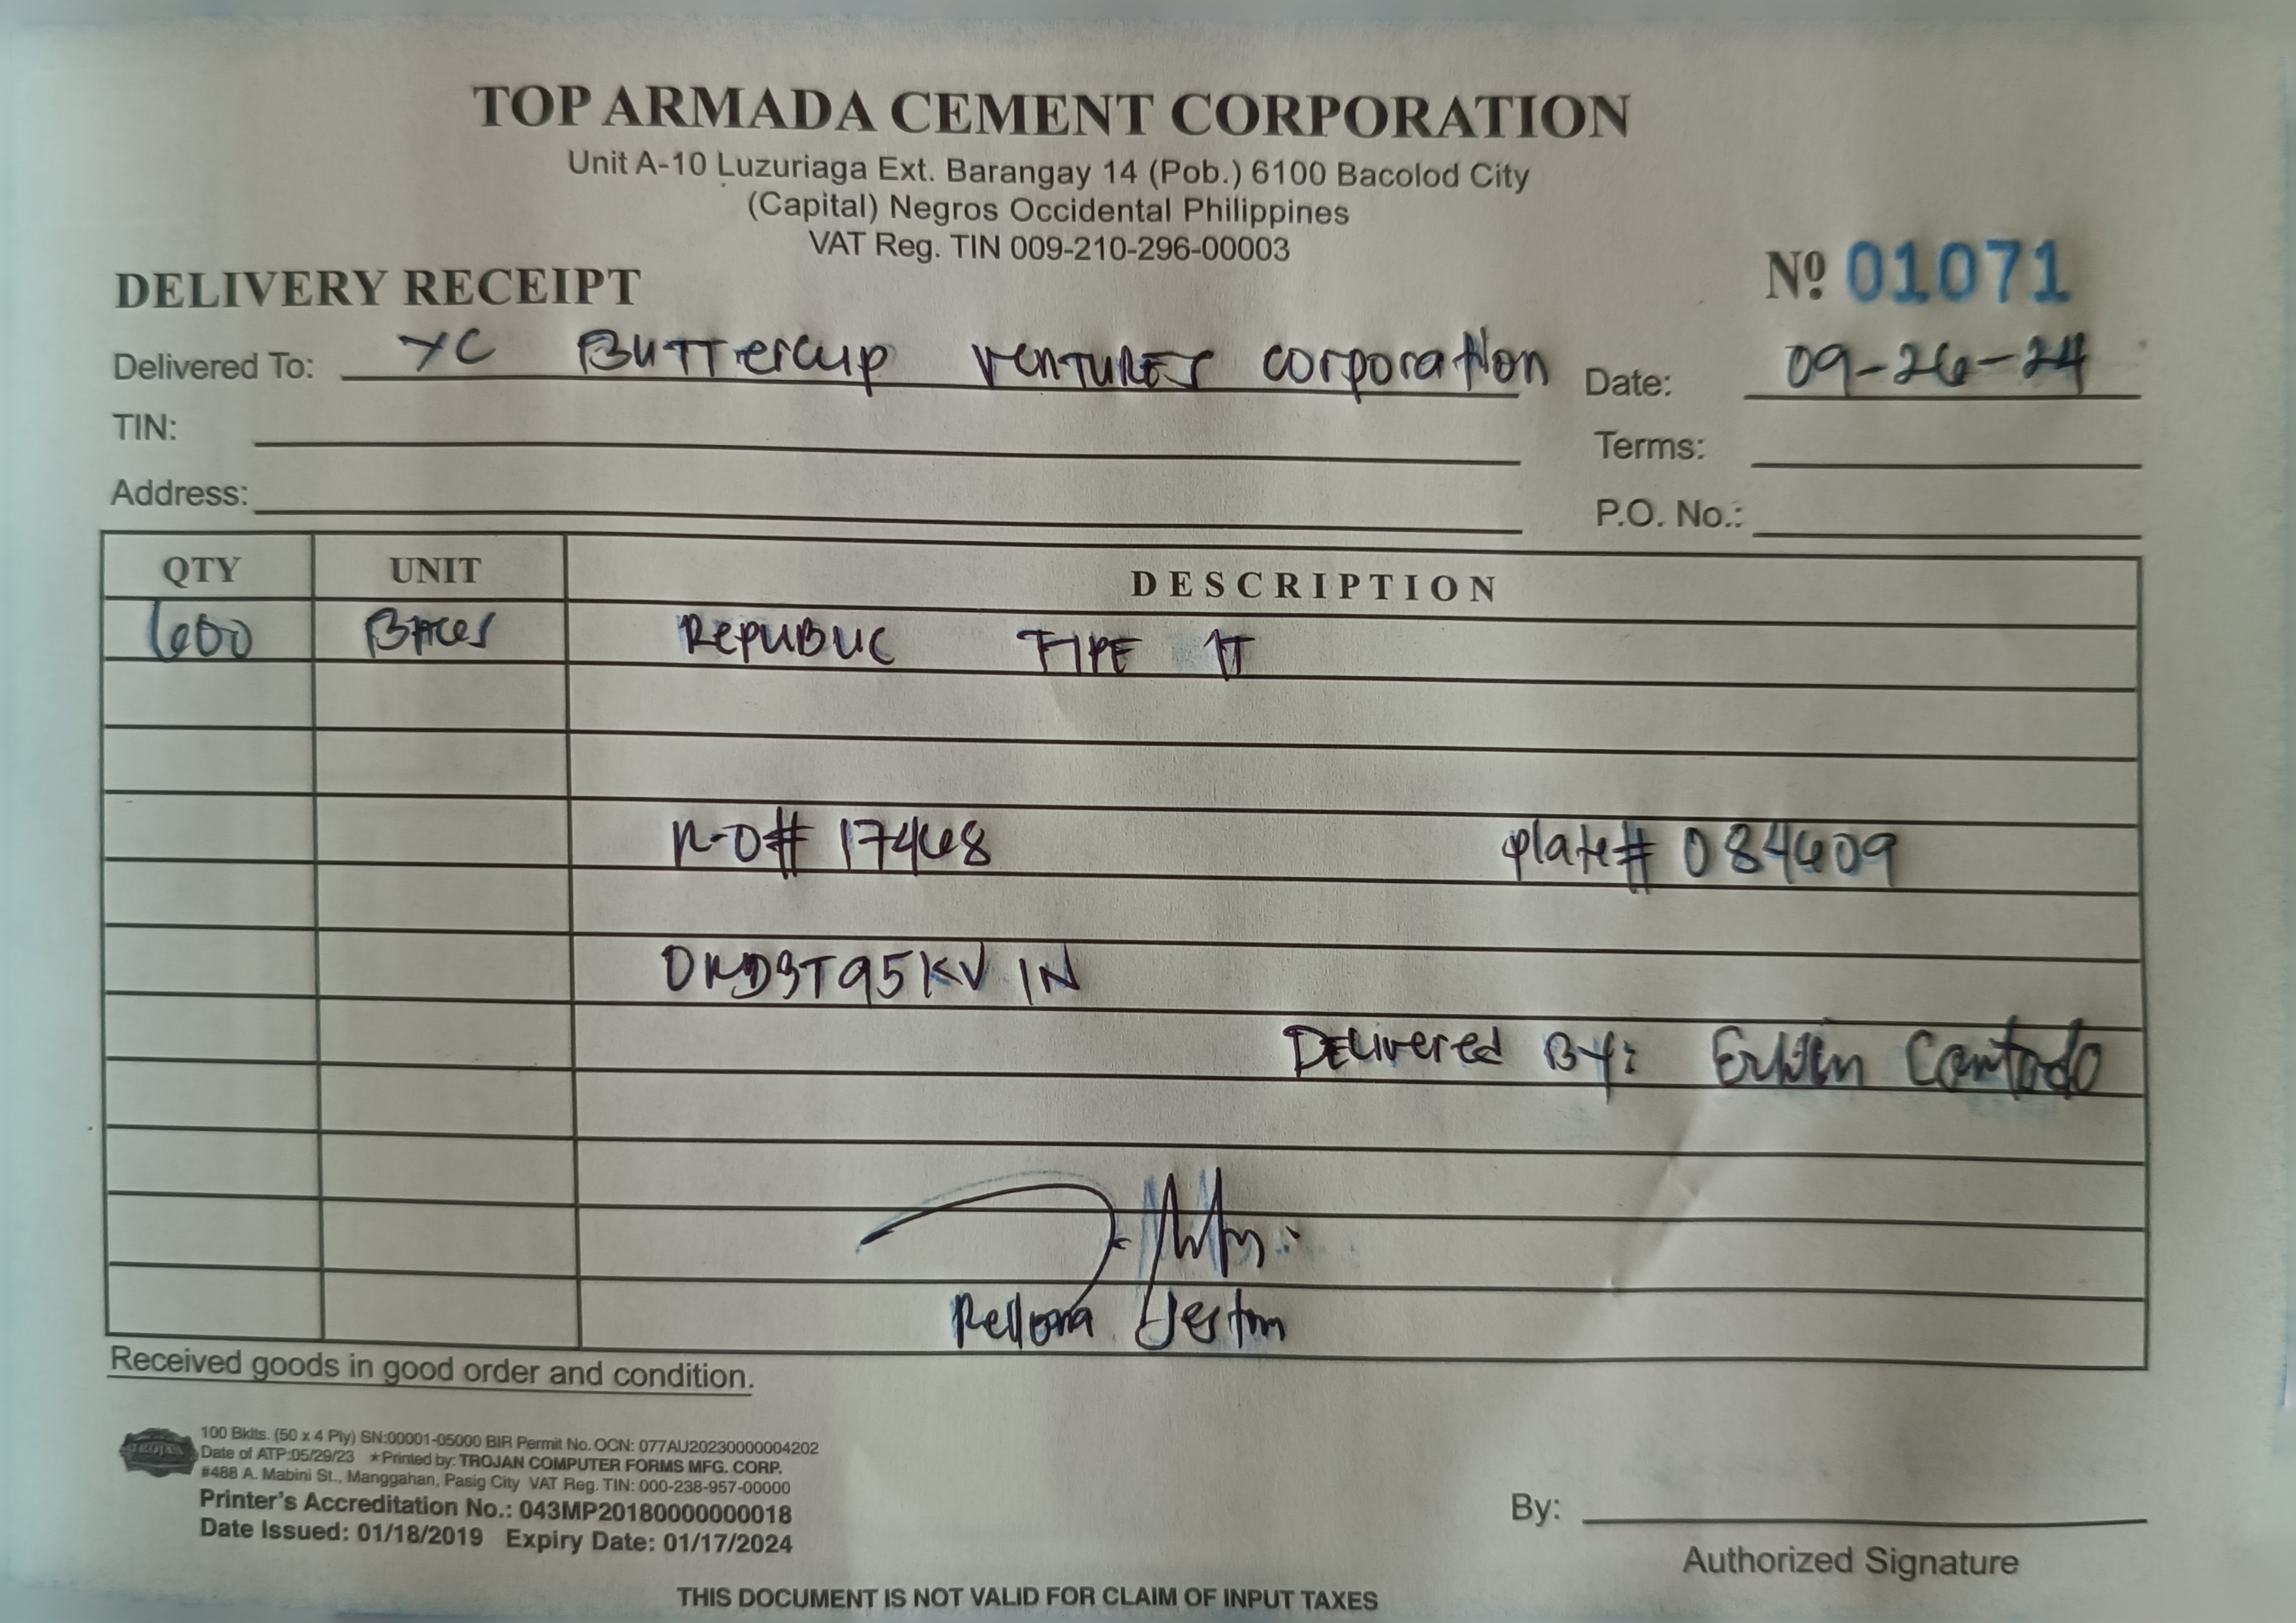 TOP ARMADA CEMENT CORPORATION
Unit A-10 Luzuriaga Ext. Barangay 14 (Pob.) 6100 Bacolod City
(Capital) Negros Occidental Philippines
VAT Reg. TIN 009-210-296-00003
DELIVERY RECEIPT Nº 01071
Delivered To: YC Buttercup Ventures Corporation Date: 09-26-24
TIN: Terms:
Address: P.O. No.:
QTY UNIT DESCRIPTION
600 Republic Type
# 17468 plate# 084609
IN
Delivered By: Erwin
Received goods in good order and condition.
TROJAN
100 Bklts. (50 x 4 Ply) SN:00001-05000 BIR Permit No. OCN: 077AU20230000004202
Date of ATP:05/29/23 ★Printed by: TROJAN COMPUTER FORMS MFG. CORP.
#488 A. Mabini St., Manggahan, Pasig City VAT Reg. TIN: 000-238-957-00000
Printer's Accreditation No.: 043MP20180000000018
Date Issued: 01/18/2019 Expiry Date: 01/17/2024
By:
Authorized Signature
THIS DOCUMENT IS NOT VALID FOR CLAIM OF INPUT TAXES